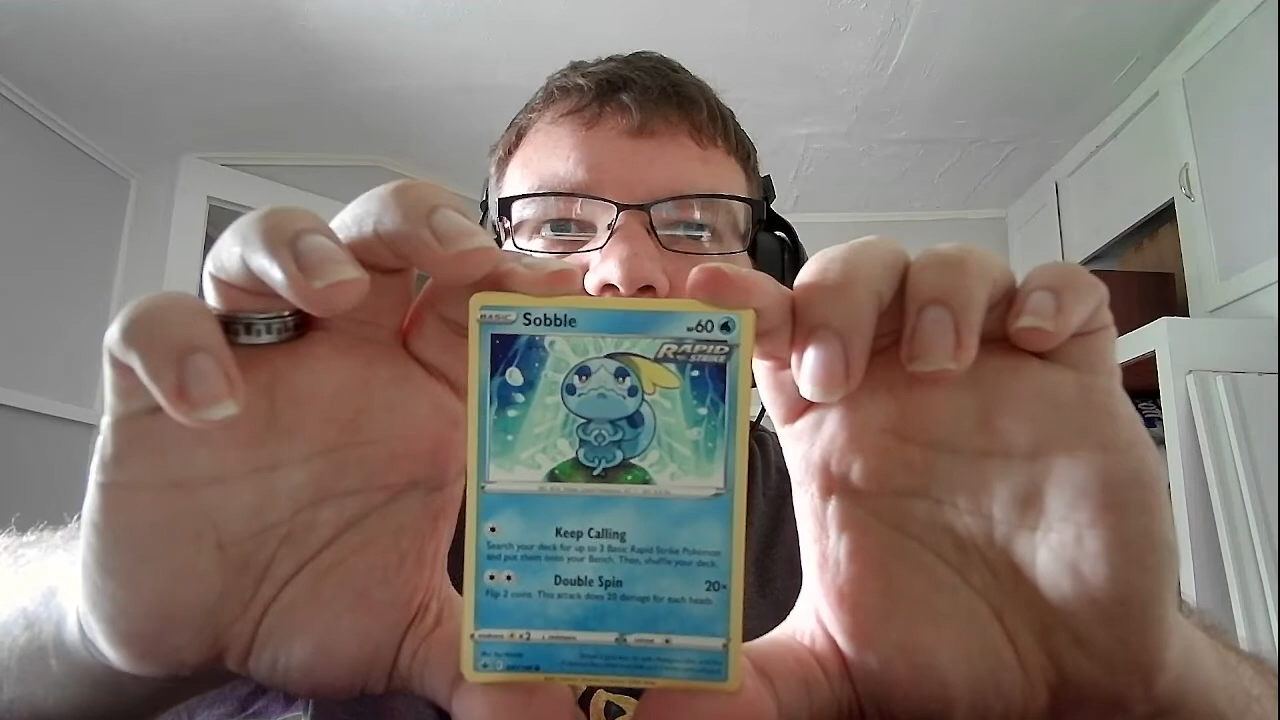 BASIC Sobble 60
RAPID
STRIKE
Keep Calling
Search your deck for up to 3 Basic Rapid Strike Pokémon
and put them onto your Bench. Then, shuffle your deck.
Double Spin 20×
Flip 2 coins. This attack does 20 damage for each heads.
×2